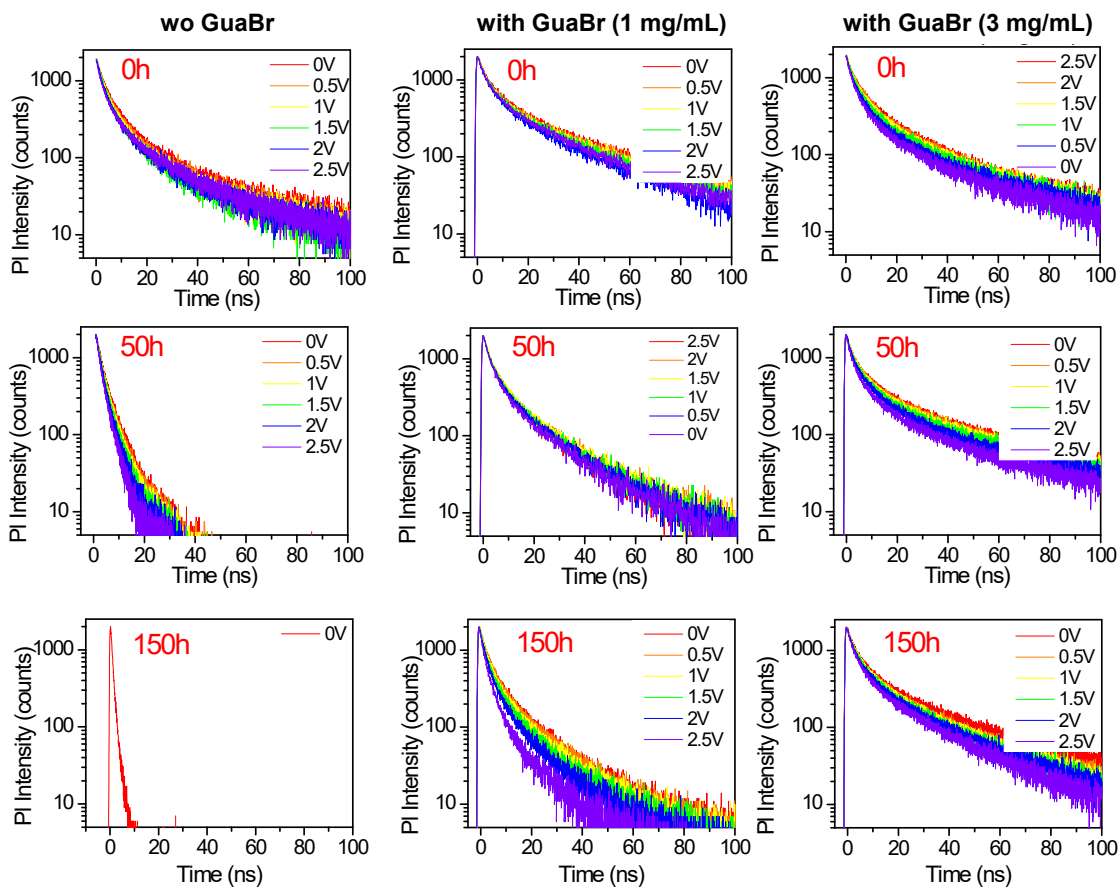 wo GuaBr
with GuaBr (1 mg/mL)
with GuaBr (3 mg/mL)
0h
0V
0.5V
1V
1.5V
2V
2.5V
1000
100
10
0 20 40 60 80 100
PI Intensity (counts)
Time (ns)
0h
0V
0.5V
1V
1.5V
2V
2.5V
1000
100
10
0 20 40 60 80 100
PI Intensity (counts)
Time (ns)
0h
2.5V
2V
1.5V
1V
0.5V
0V
1000
100
10
0 20 40 60 80 100
PI Intensity (counts)
Time (ns)
50h
0V
0.5V
1V
1.5V
2V
2.5V
1000
100
10
0 20 40 60 80 100
PI Intensity (counts)
Time (ns)
50h
2.5V
2V
1.5V
1V
0.5V
0V
1000
100
10
0 20 40 60 80 100
PI Intensity (counts)
Time (ns)
50h
0V
0.5V
1V
1.5V
2V
2.5V
1000
100
10
0 20 40 60 80 100
PI Intensity (counts)
Time (ns)
150h
0V
1000
100
10
0 20 40 60 80 100
PI Intensity (counts)
Time (ns)
150h
0V
0.5V
1V
1.5V
2V
2.5V
1000
100
10
0 20 40 60 80 100
PI Intensity (counts)
Time (ns)
150h
0V
0.5V
1V
1.5V
2V
2.5V
1000
100
10
0 20 40 60 80 100
PI Intensity (counts)
Time (ns)